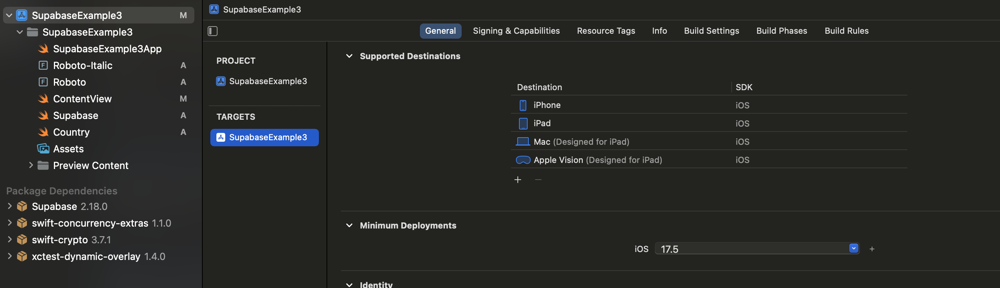 SupabaseExample3 M
SupabaseExample3
SupabaseExample3App
Roboto-Italic A
Roboto A
ContentView M
Supabase A
Country A
Assets
Preview Content
Package Dependencies
Supabase 2.18.0
swift-concurrency-extras 1.1.0
swift-crypto 3.7.1
xctest-dynamic-overlay 1.4.0
SupabaseExample3
General Signing & Capabilities Resource Tags Info Build Settings Build Phases Build Rules
PROJECT
SupabaseExample3
TARGETS
SupabaseExample3
Supported Destinations
Destination SDK
iPhone iOS
iPad iOS
Mac (Designed for iPad) iOS
Apple Vision (Designed for iPad) iOS
Minimum Deployments
iOS 17.5
Identity